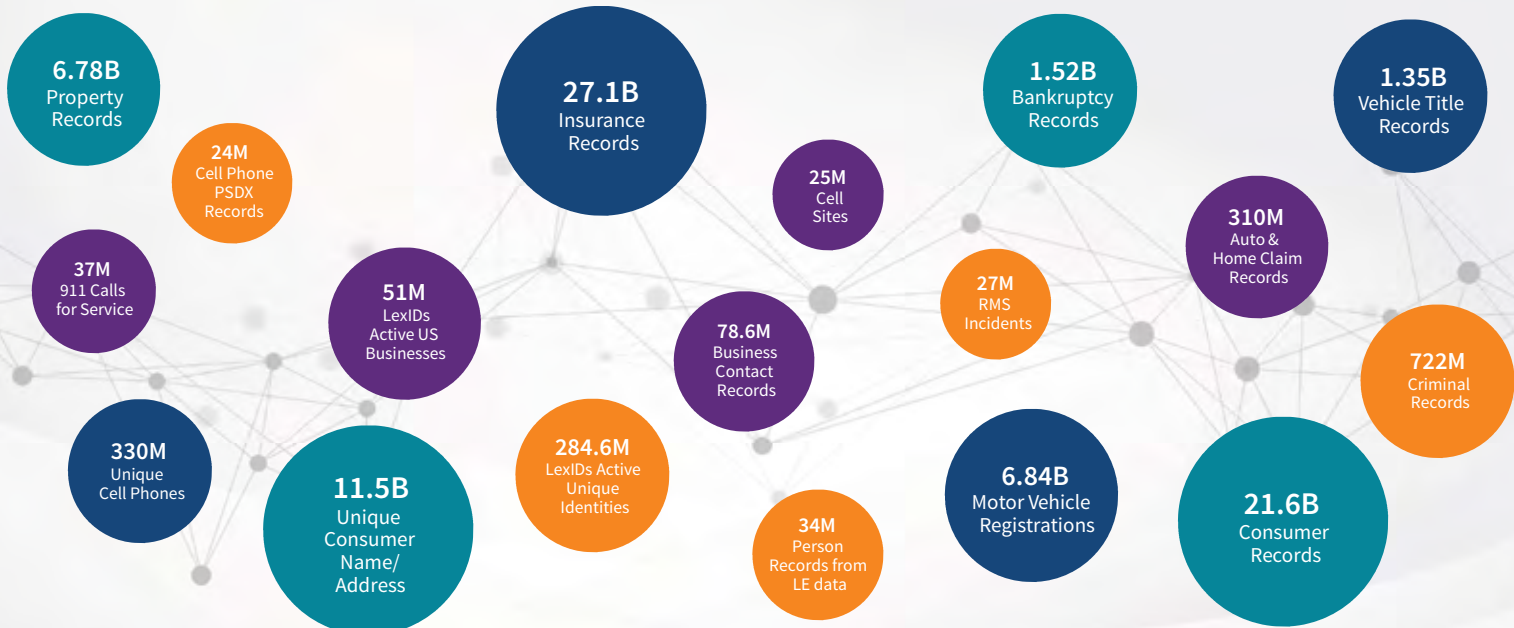 6.78B
Property
Records
24M
Cell Phone
PSDX
Records
27.1B
Insurance
Records
25M
Cell
Sites
1.52B
Bankruptcy
Records
1.35B
Vehicle Title
Records
37M
911 Calls
for Service
51M
LexIDs
Active US
Businesses
78.6M
Business
Contact
Records
27M
RMS
Incidents
310M
Auto &
Home Claim
Records
722M
Criminal
Records
330M
Unique
Cell Phones
11.5B
Unique
Consumer
Name/
Address
284.6M
LexIDs Active
Unique
Identities
34M
Person
Records from
LE data
6.84B
Motor Vehicle
Registrations
21.6B
Consumer
Records